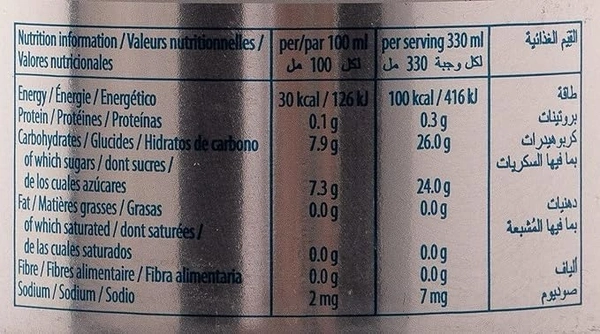 Nutrition information / Valeurs nutritionnelles / per/par 100 ml per serving 330 ml القيم الغذائية
Valores nutricionales لكل 100 مل لكل وجبة 330 مل
Energy / Énergie / Energético 30 kcal / 126 kJ 100 kcal / 416 kJ طاقة
Protein / Protéines / Proteínas 0.1 g 0.3 g بروتينات
Carbohydrates / Glucides / Hidratos de carbono 7.9 g 26.0 g كربوهيدرات
of which sugars / dont sucres / بما فيها السكريات
de los cuales azúcares 7.3 g 24.0 g
Fat / Matières grasses / Grasas 0.0 g 0.0 g دهنيات
of which saturated / dont saturées / بما فيها المُشبعة
de las cuales saturados 0.0 g 0.0 g
Fibre / Fibres alimentaire / Fibra alimentaria 0.0 g 0.0 g ألياف
Sodium / Sodium / Sodio 2 mg 7 mg صوديوم